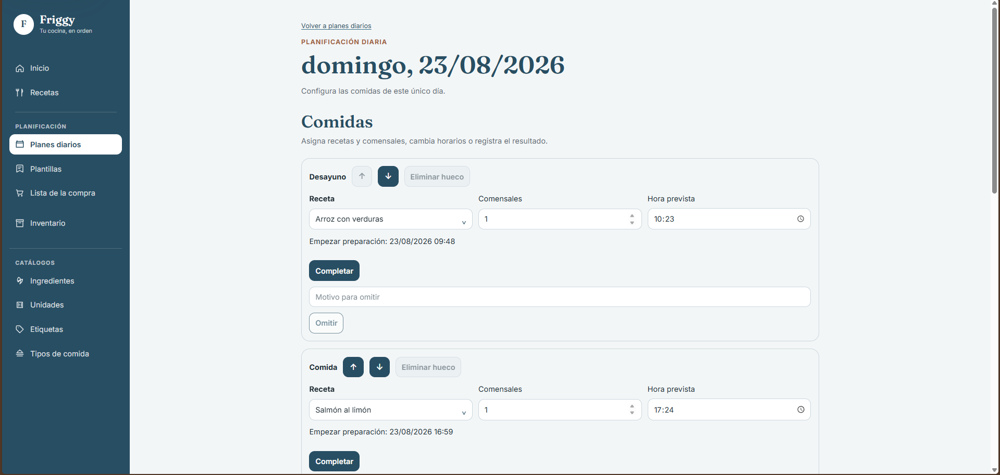 F
Friggy
Tu cocina, en orden
Inicio
Recetas
PLANIFICACIÓN
Planes diarios
Plantillas
Lista de la compra
Inventario
CATÁLOGOS
Ingredientes
Unidades
Etiquetas
Tipos de comida
Volver a planes diarios
PLANIFICACIÓN DIARIA
domingo, 23/08/2026
Configura las comidas de este único día.
Comidas
Asigna recetas y comensales, cambia horarios o registra el resultado.
Desayuno ↑ ↓ Eliminar hueco
Receta Comensales Hora prevista
Arroz con verduras 1 10:23
Empezar preparación: 23/08/2026 09:48
Completar
Motivo para omitir
Omitir
Comida ↑ ↓ Eliminar hueco
Receta Comensales Hora prevista
Salmón al limón 1 17:24
Empezar preparación: 23/08/2026 16:59
Completar